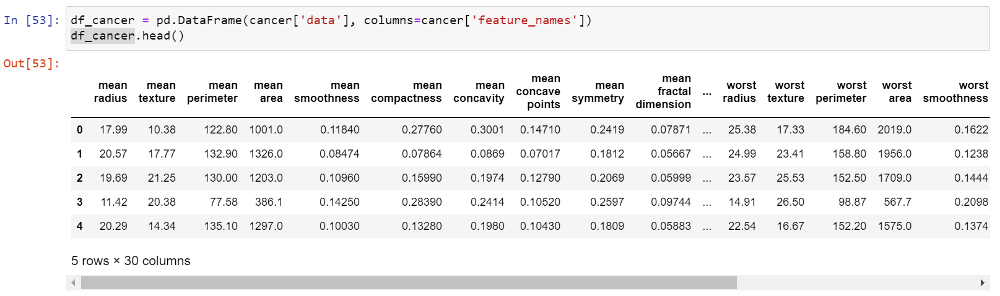 In [53]: df_cancer = pd.DataFrame(cancer['data'], columns=cancer['feature_names'])
df_cancer.head()
Out[53]:
mean radius mean texture mean perimeter mean area mean smoothness mean compactness mean concavity mean concave points mean symmetry mean fractal dimension ... worst radius worst texture worst perimeter worst area worst smoothness
0 17.99 10.38 122.80 1001.0 0.11840 0.27760 0.3001 0.14710 0.2419 0.07871 ... 25.38 17.33 184.60 2019.0 0.1622
1 20.57 17.77 132.90 1326.0 0.08474 0.07864 0.0869 0.07017 0.1812 0.05667 ... 24.99 23.41 158.80 1956.0 0.1238
2 19.69 21.25 130.00 1203.0 0.10960 0.15990 0.1974 0.12790 0.2069 0.05999 ... 23.57 25.53 152.50 1709.0 0.1444
3 11.42 20.38 77.58 386.1 0.14250 0.28390 0.2414 0.10520 0.2597 0.09744 ... 14.91 26.50 98.87 567.7 0.2098
4 20.29 14.34 135.10 1297.0 0.10030 0.13280 0.1980 0.10430 0.1809 0.05883 ... 22.54 16.67 152.20 1575.0 0.1374
5 rows × 30 columns